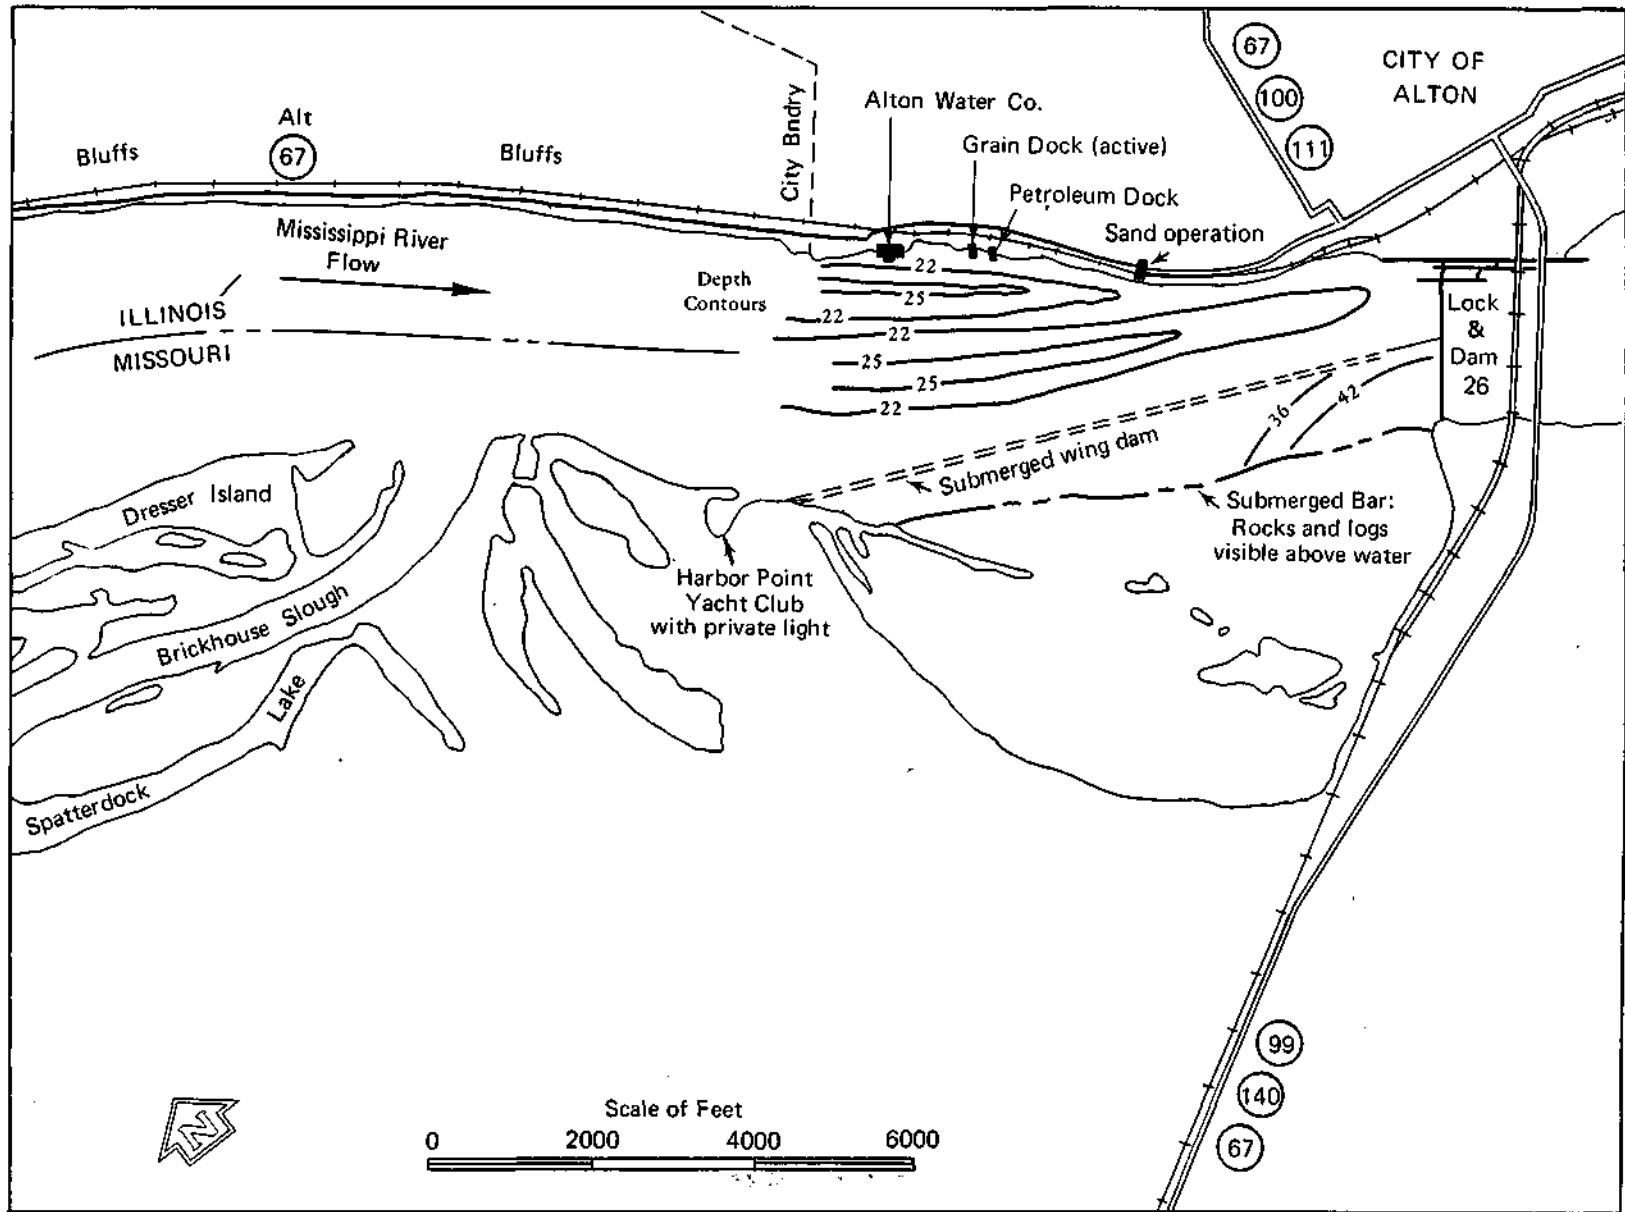 67
100
111
CITY OF
ALTON
City Bndry
Alton Water Co.
Grain Dock (active)
Petroleum Dock
Sand operation
Alt
67
Bluffs
Bluffs
Mississippi River
Flow
ILLINOIS
MISSOURI
Depth
Contours
22
25
22
22
25
25
22
36
42
Lock
&
Dam
26
Submerged wing dam
Submerged Bar:
Rocks and logs
visible above water
Dresser Island
Brickhouse Slough
Harbor Point
Yacht Club
with private light
Spatterdock Lake
99
140
67
N
Scale of Feet
0 2000 4000 6000